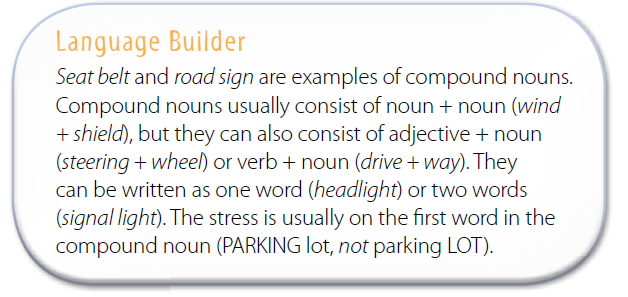 Language Builder
Seat belt and road sign are examples of compound nouns.
Compound nouns usually consist of noun + noun (wind
+ shield), but they can also consist of adjective + noun
(steering + wheel) or verb + noun (drive + way). They
can be written as one word (headlight) or two words
(signal light). The stress is usually on the first word in the
compound noun (PARKING lot, not parking LOT).